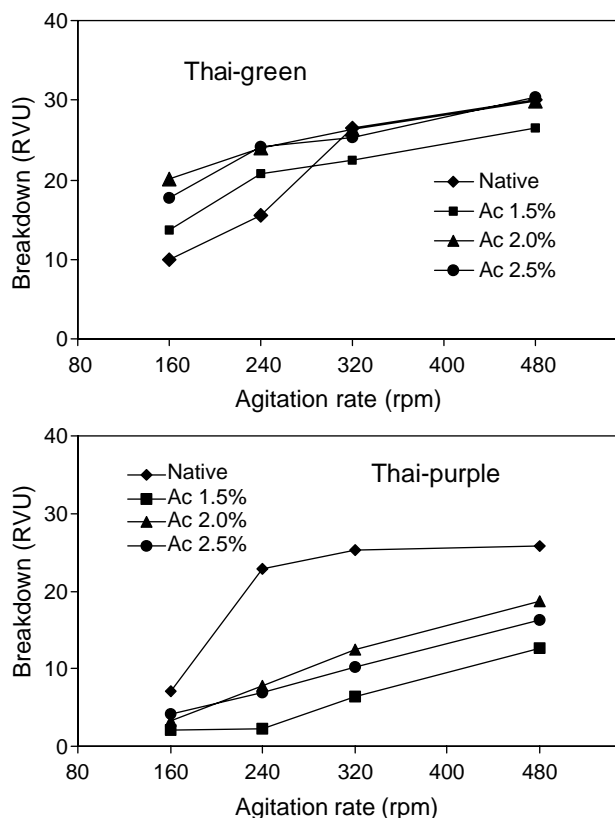 40
30
20
10
0
Breakdown (RVU)
Thai-green
Native
Ac 1.5%
Ac 2.0%
Ac 2.5%
80 160 240 320 400 480
Agitation rate (rpm)
40
30
20
10
0
Breakdown (RVU)
Native
Ac 1.5%
Ac 2.0%
Ac 2.5%
Thai-purple
80 160 240 320 400 480
Agitation rate (rpm)